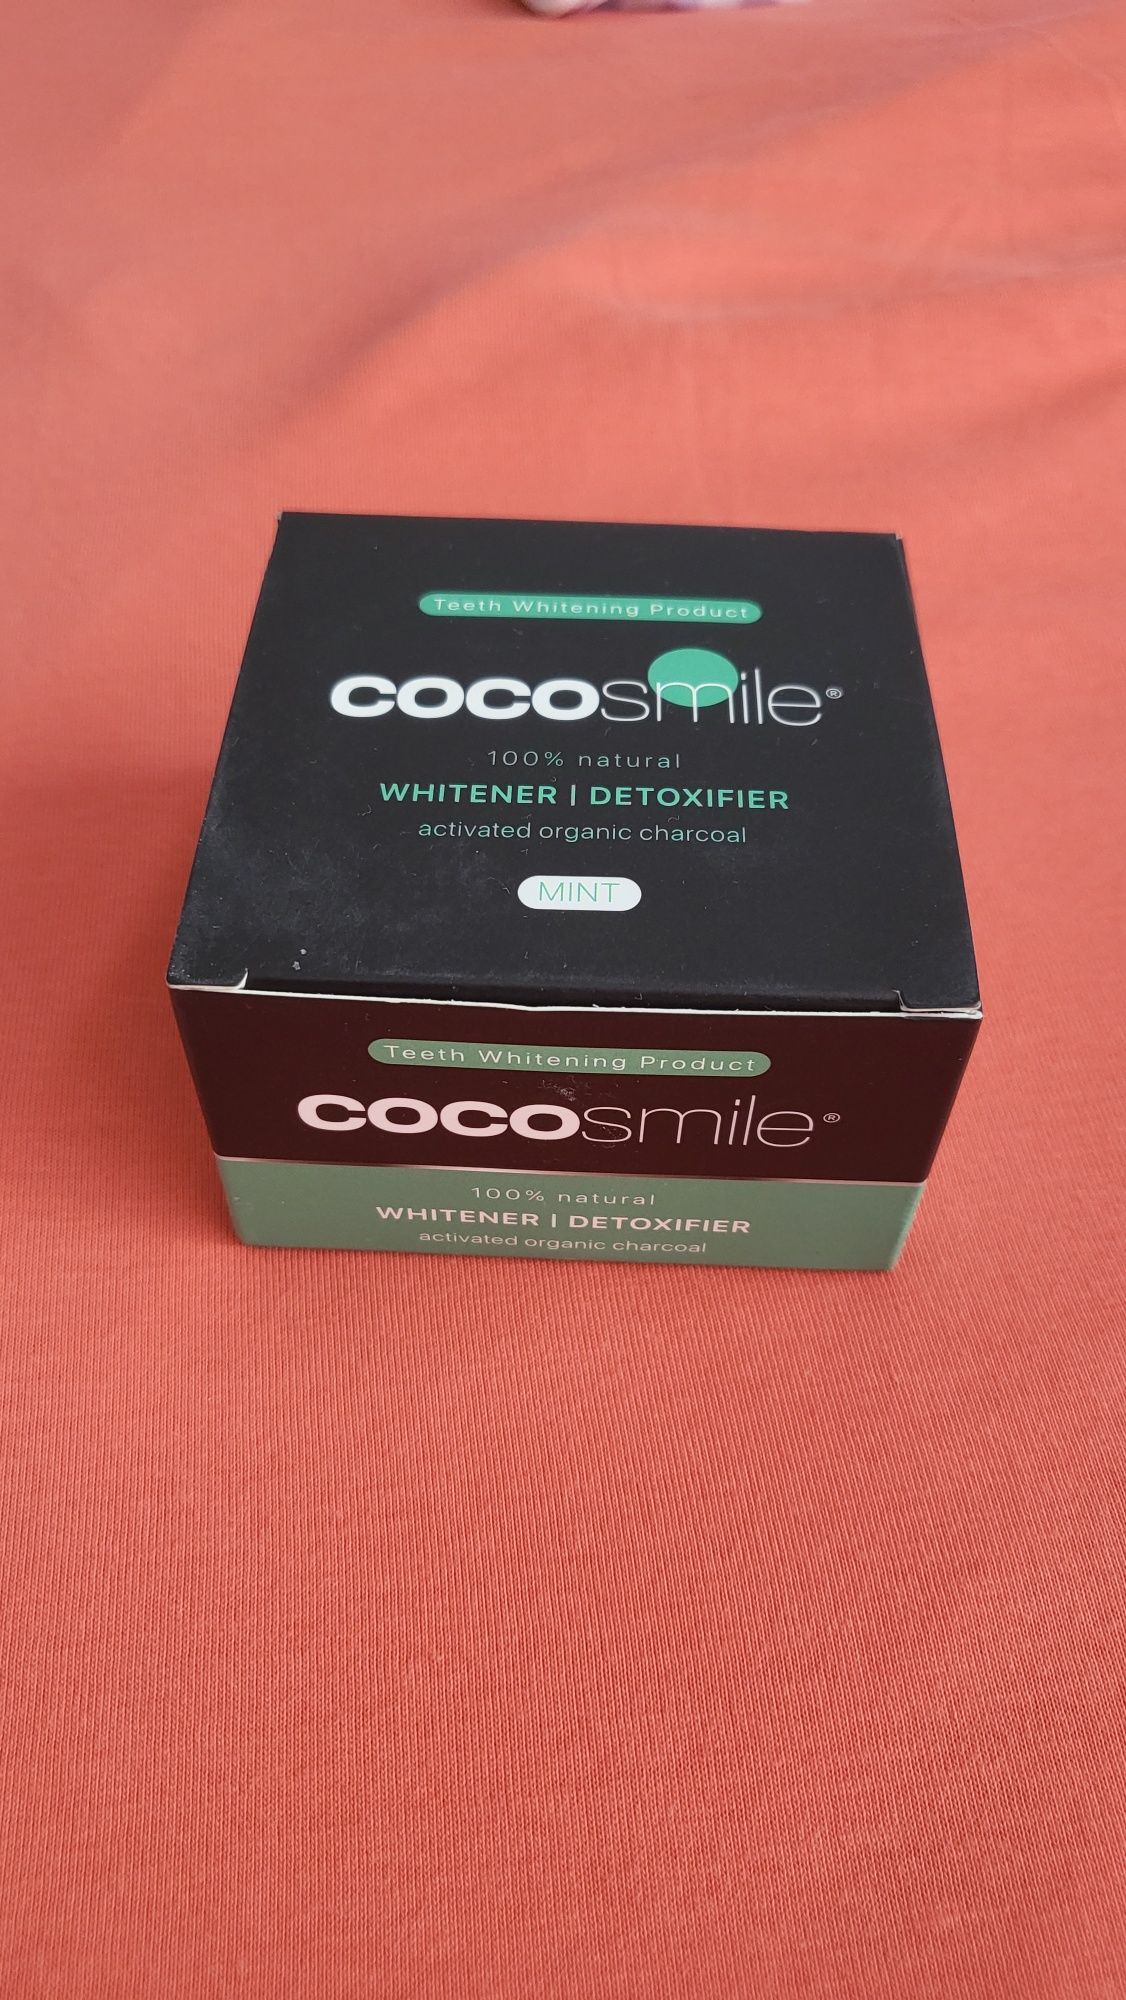 Teeth Whitening Product
COCOsmile®
100% natural
WHITENER | DETOXIFIER
activated organic charcoal
MINT
Teeth Whitening Product
COCOsmile®
100% natural
WHITENER | DETOXIFIER
activated organic charcoal